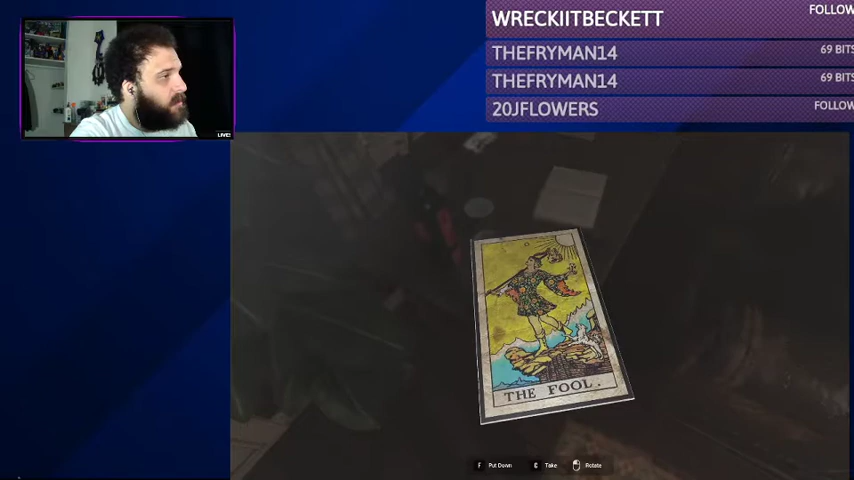 WRECKIITBECKETT FOLLOW
THEFRYMAN14 69 BITS
THEFRYMAN14 69 BITS
20JFLOWERS FOLLOW
LIVE!
THE FOOL.
F Put Down
Take
Rotate